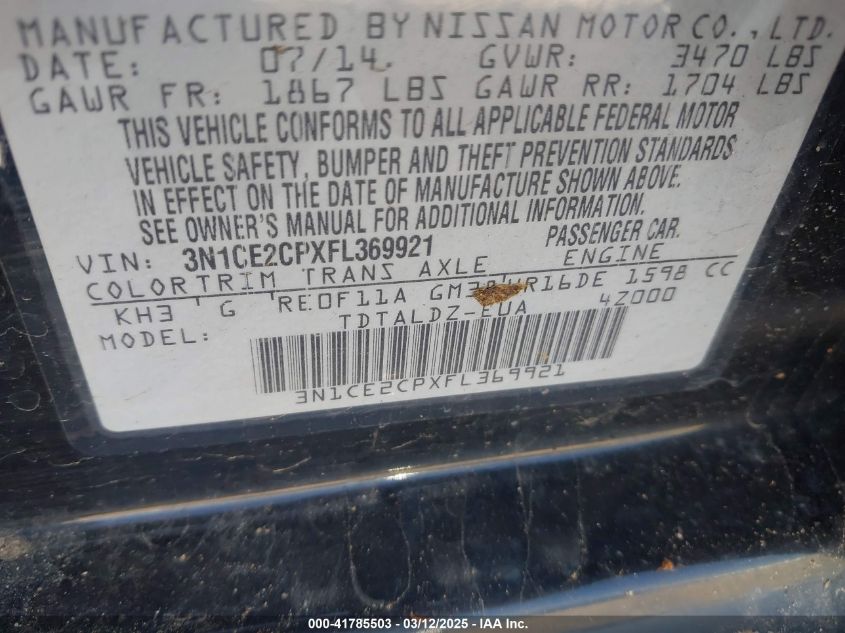 MANUFACTURED BY NISSAN MOTOR CO., LTD.
DATE: 07/14 GVWR: 3470 LBS
GAWR FR: 1867 LBS GAWR RR: 1704 LBS
THIS VEHICLE CONFORMS TO ALL APPLICABLE FEDERAL MOTOR
VEHICLE SAFETY, BUMPER AND THEFT PREVENTION STANDARDS
IN EFFECT ON THE DATE OF MANUFACTURE SHOWN ABOVE.
SEE OWNER'S MANUAL FOR ADDITIONAL INFORMATION.
VIN: 3N1CE2CPXFL369921 PASSENGER CAR.
COLOR TRIM TRANS AXLE ENGINE
KH3 G RE0F11A HR16DE 1598 CC
MODEL: TDTALDZ-EUA 4Z000
3N1CE2CPXFL369921
000-41785503 - 03/12/2025 - IAA Inc.